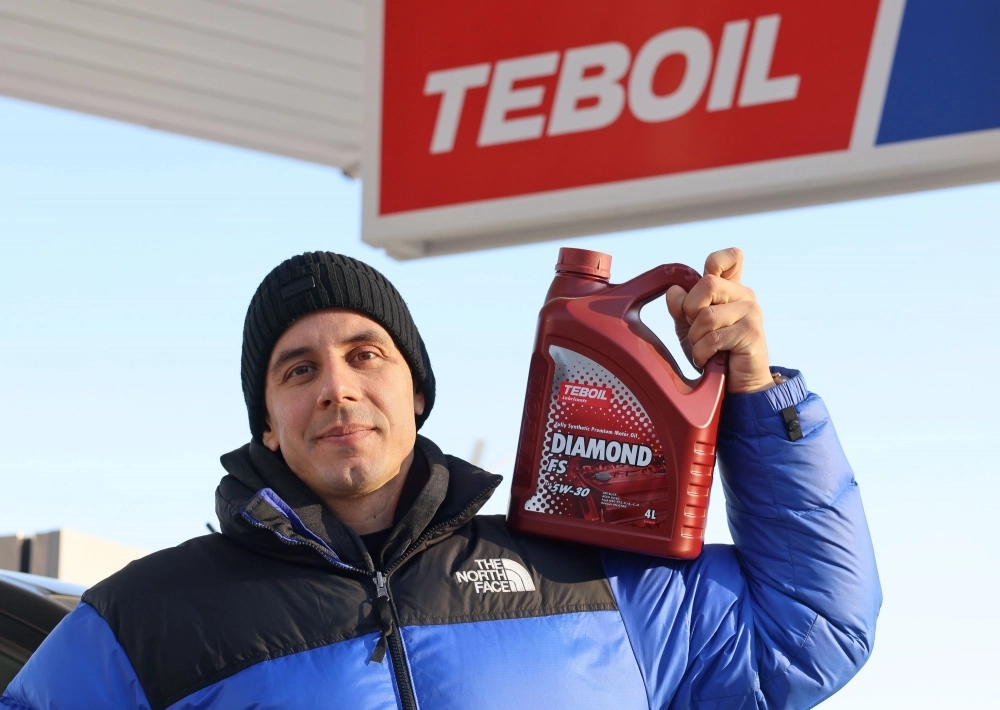 TEBOIL
TEBOIL
Lubricants
Fully Synthetic Premium Motor Oil
DIAMOND
FS
5W-30
4L
THE
NORTH
FACE